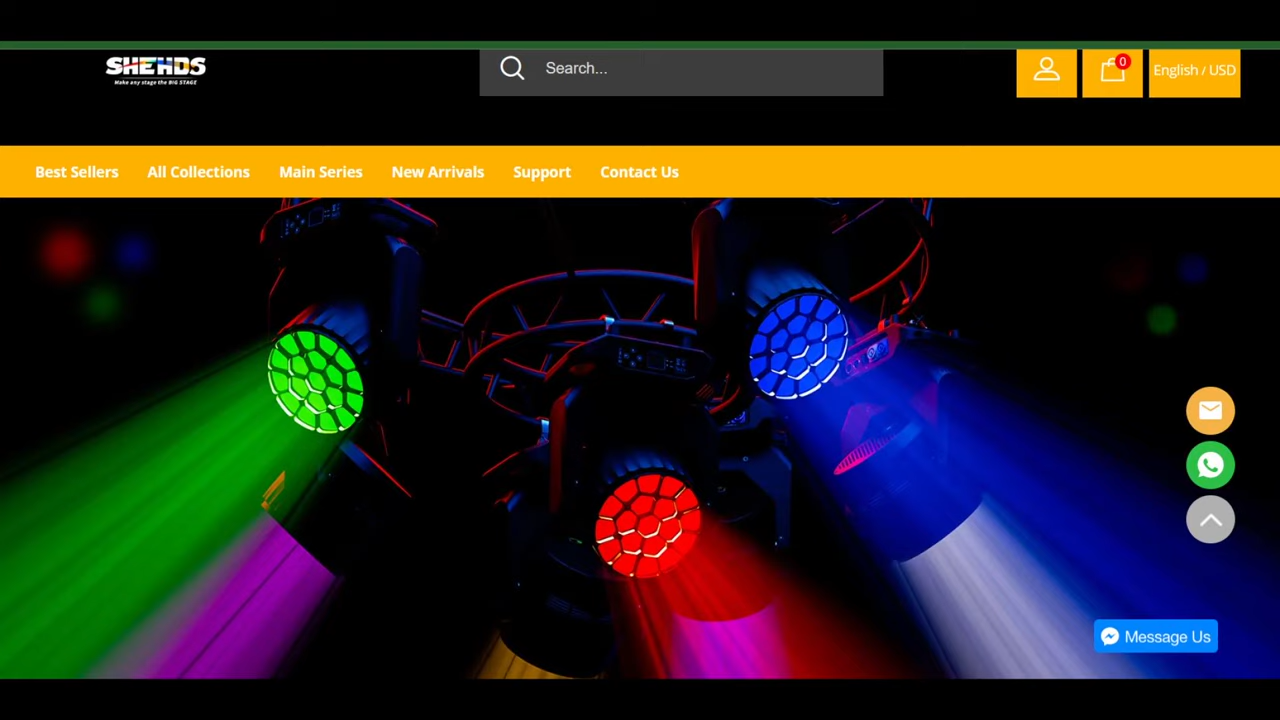 SHEHDS
Make any stage the BIG STAGE
Search...
0
English / USD
Best Sellers
All Collections
Main Series
New Arrivals
Support
Contact Us
Message Us